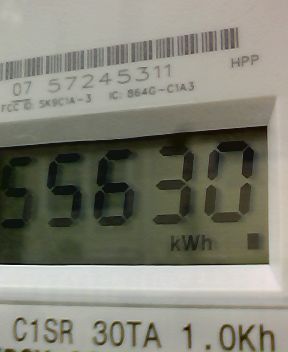 07 57245311
HPP
FCC ID: SK9C1A-3 IC: 864G-C1A3
55630
kWh
C1SR 30TA 1.0Kh